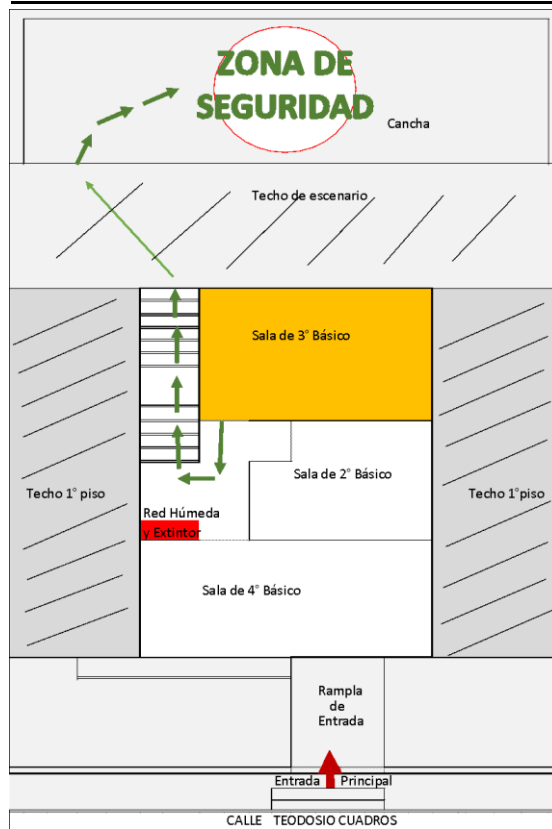 ZONA DE
SEGURIDAD
Cancha
Techo de escenario
Sala de 3° Básico
Sala de 2° Básico
Techo 1° piso
Techo 1°piso
Red Húmeda
y Extintor
Sala de 4° Básico
Rampla
de
Entrada
Entrada Principal
CALLE TEODOSIO CUADROS